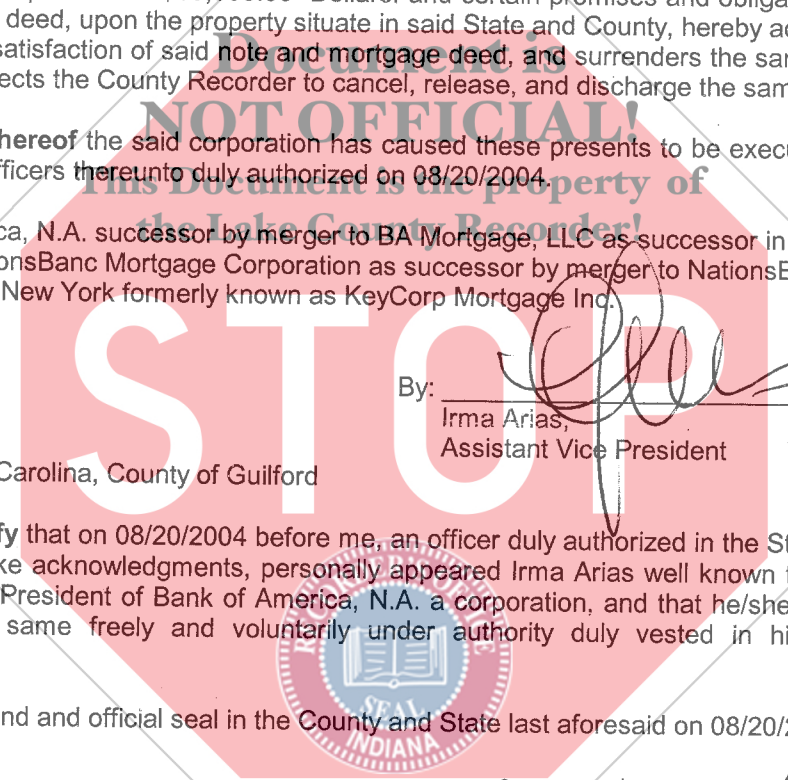 deed, upon the property situate in said State and County, hereby
satisfaction of said note and mortgage deed, and surrenders the
ects the County Recorder to cancel, release, and discharge the
Document is
NOT OFFICIAL!
This Document is the property of
the Lake County Recorder!
hereof the said corporation has caused these presents to be
fficers thereunto duly authorized on 08/20/2004.
ca, N.A. successor by merger to BA Mortgage, LLC as successor in
onsBanc Mortgage Corporation as successor by merger to NationsB
New York formerly known as KeyCorp Mortgage Inc.
STOP
By:
Irma Arias,
Assistant Vice President
Carolina, County of Guilford
fy that on 08/20/2004 before me, an officer duly authorized in the
ke acknowledgments, personally appeared Irma Arias well known
President of Bank of America, N.A. a corporation, and that he/she
same freely and voluntarily under authority duly vested in
nd and official seal in the County and State last aforesaid on 08/20/2
SEAL
INDIANA